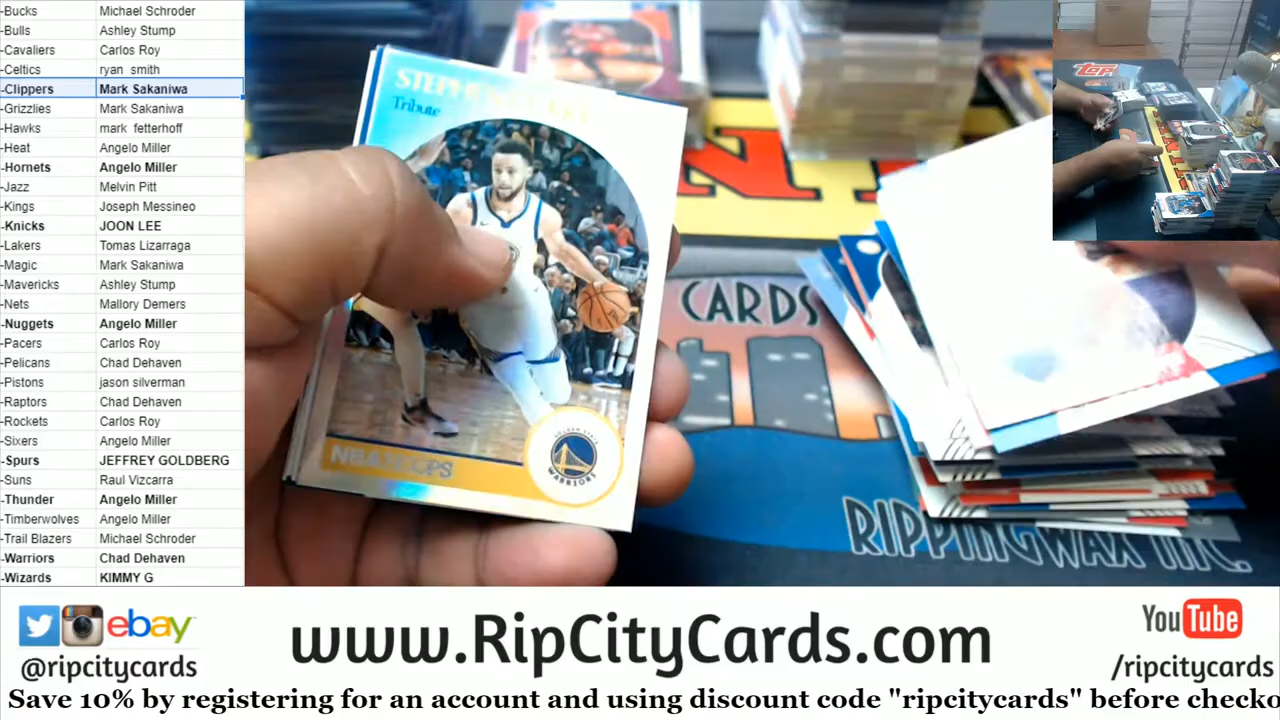 -Bucks Michael Schroder
-Bulls Ashley Stump
-Cavaliers Carlos Roy
-Celtics ryan smith
-Clippers Mark Sakaniwa
-Grizzlies Mark Sakaniwa
-Hawks mark fetterhoff
-Heat Angelo Miller
-Hornets Angelo Miller
-Jazz Melvin Pitt
-Kings Joseph Messineo
-Knicks JOON LEE
-Lakers Tomas Lizarraga
-Magic Mark Sakaniwa
-Mavericks Ashley Stump
-Nets Mallory Demers
-Nuggets Angelo Miller
-Pacers Carlos Roy
-Pelicans Chad Dehaven
-Pistons jason silverman
-Raptors Chad Dehaven
-Rockets Carlos Roy
-Sixers Angelo Miller
-Spurs JEFFREY GOLDBERG
-Suns Raul Vizcarra
-Thunder Angelo Miller
-Timberwolves Angelo Miller
-Trail Blazers Michael Schroder
-Warriors Chad Dehaven
-Wizards KIMMY G
Tribute
NBA HOOPS
WARRIORS
CARDS
RIPPINGWAX INC.
ebay
@ripcitycards
www.RipCityCards.com
YouTube
/ripcitycards
Save 10% by registering for an account and using discount code "ripcitycards" before checko